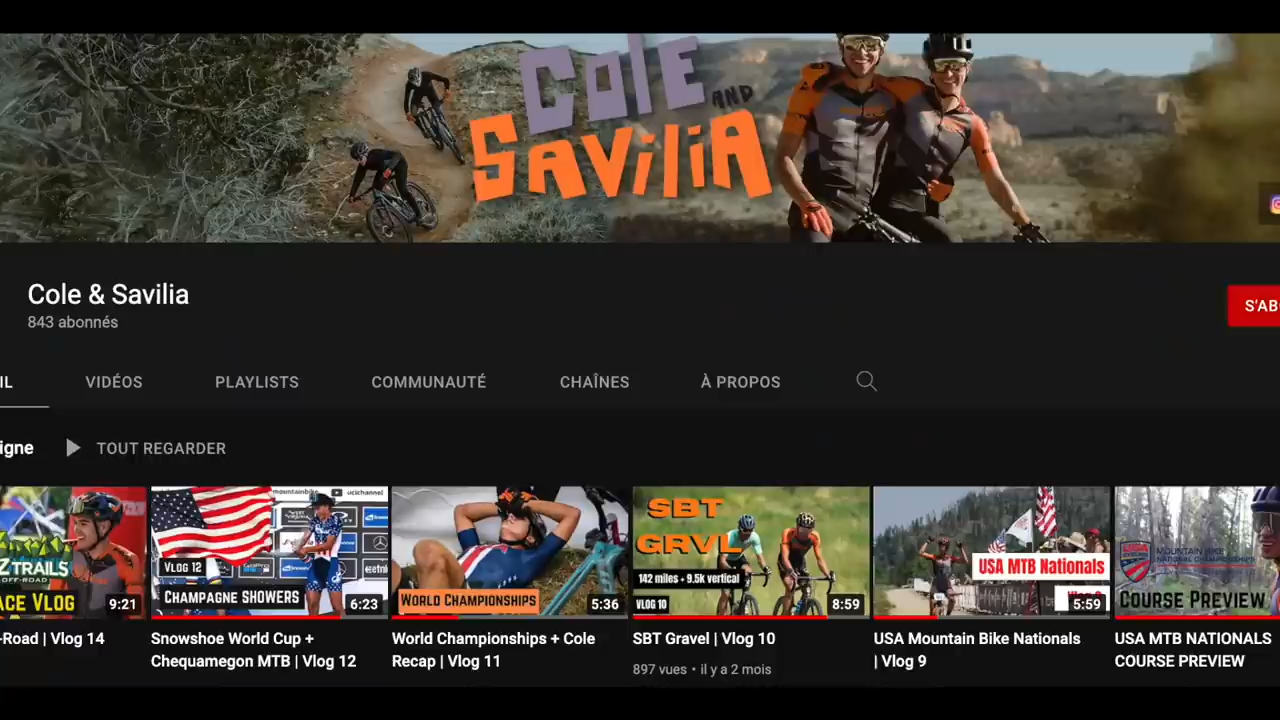 Cole
AND
Savilia
Cole & Savilia
843 abonnés
S'AB
IL
VIDÉOS
PLAYLISTS
COMMUNAUTÉ
CHAÎNES
À PROPOS
igne
TOUT REGARDER
Z TRAILS
OFF-ROAD
ACE VLOG
9:21
VLOG 12
CHAMPAGNE SHOWERS
6:23
WORLD CHAMPIONSHIPS
5:36
SBT
GRVL
142 miles + 9.5k vertical
VLOG 10
8:59
USA MTB Nationals
5:59
MOUNTAIN BIKE
NATIONAL CHAMPIONSHIPS
COURSE PREVIEW
-Road | Vlog 14
Snowshoe World Cup +
Chequamegon MTB | Vlog 12
World Championships + Cole
Recap | Vlog 11
SBT Gravel | Vlog 10
897 vues • il y a 2 mois
USA Mountain Bike Nationals
| Vlog 9
USA MTB NATIONALS
COURSE PREVIEW